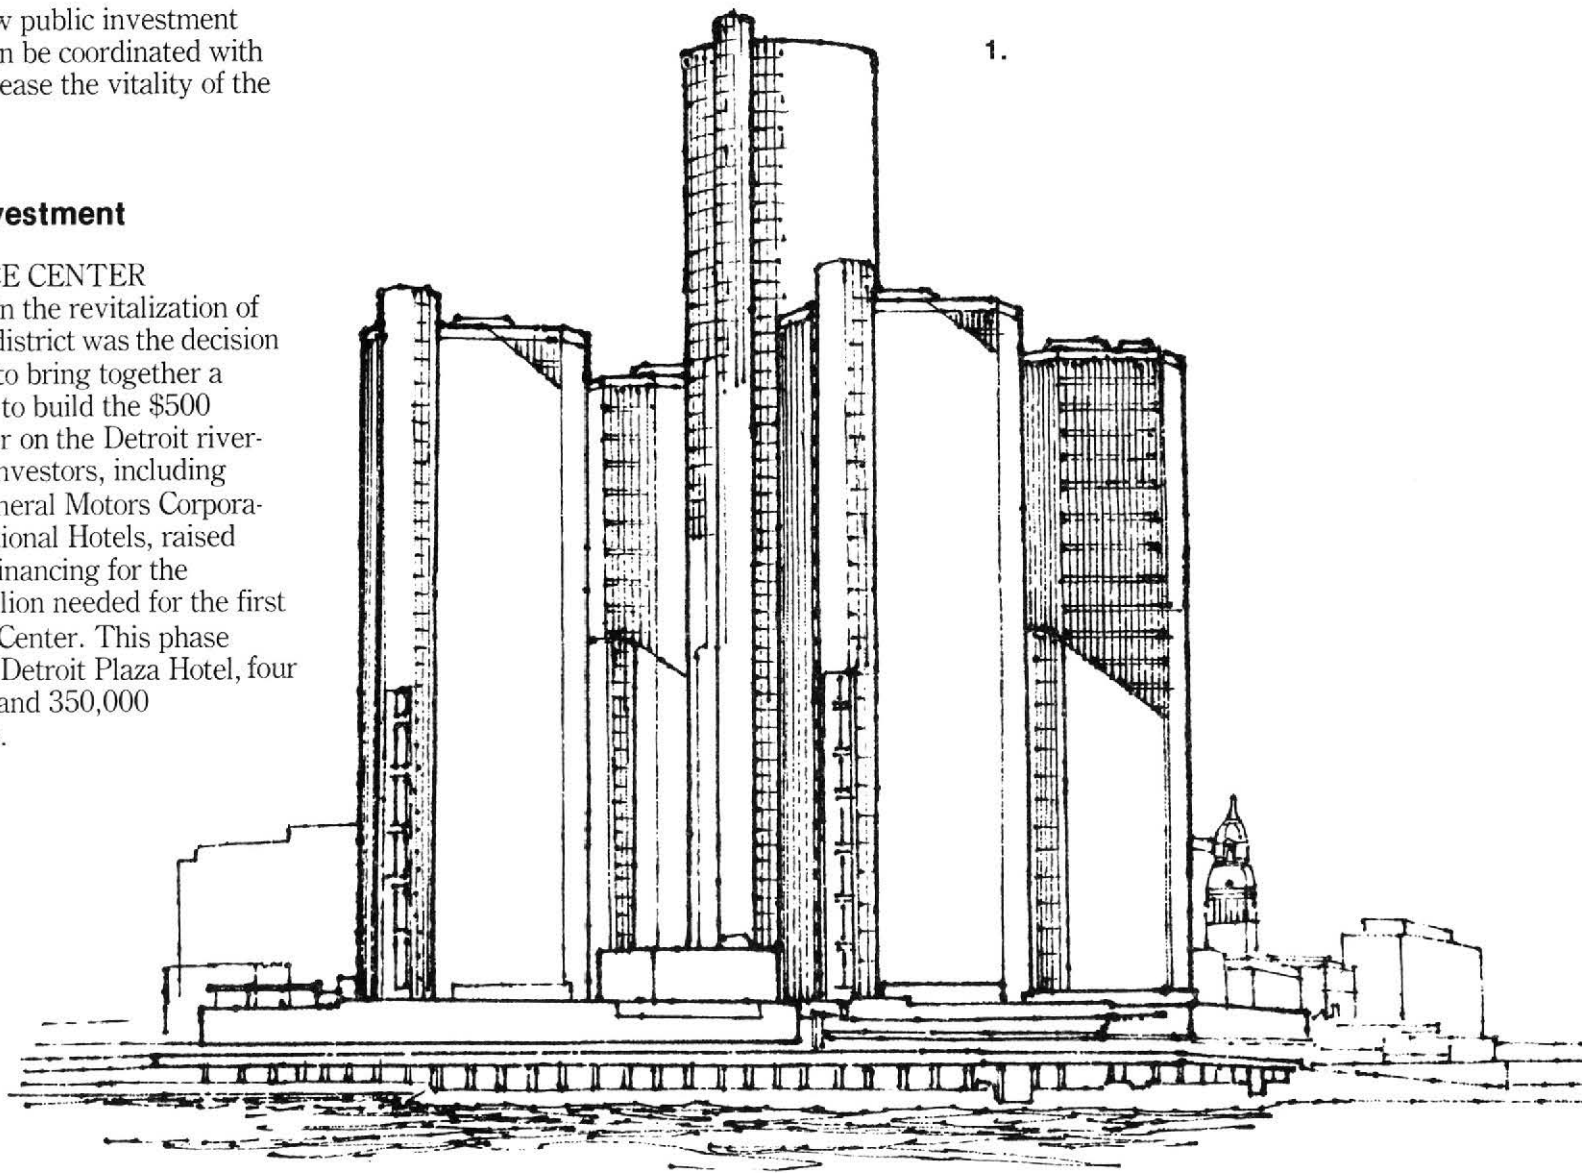 w public investment
n be coordinated with
ease the vitality of the
vestment
CE CENTER
n the revitalization of
district was the decision
to bring together a
to build the $500
r on the Detroit river-
nvestors, including
neral Motors Corpora-
ional Hotels, raised
inancing for the
lion needed for the first
Center. This phase
Detroit Plaza Hotel, four
and 350,000
.
1.